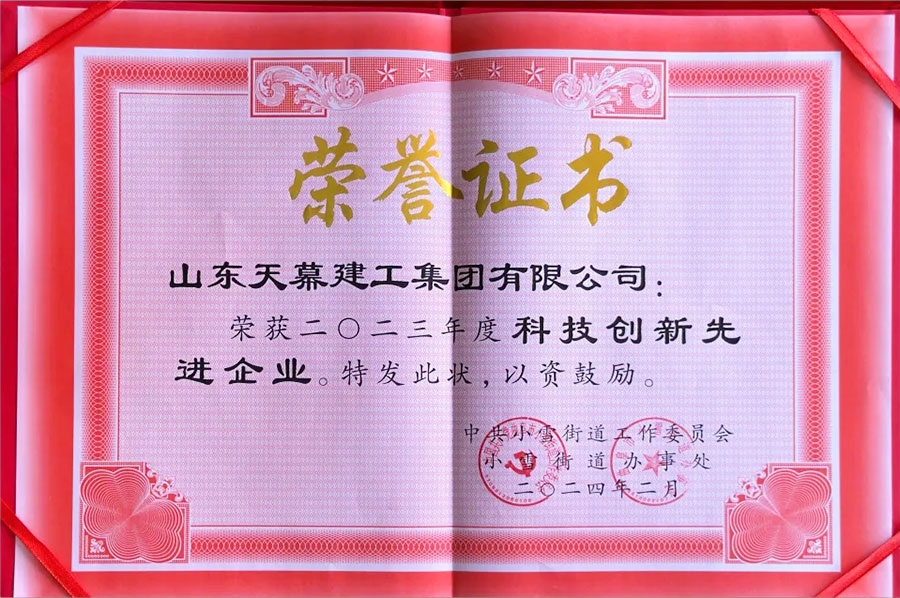 荣誉证书
山东天幕建工集团有限公司：
荣获二〇二三年度科技创新先
进企业。特发此状，以资鼓励。
中共小雪街道工作委员会
小雪街道办事处
二〇二四年二月